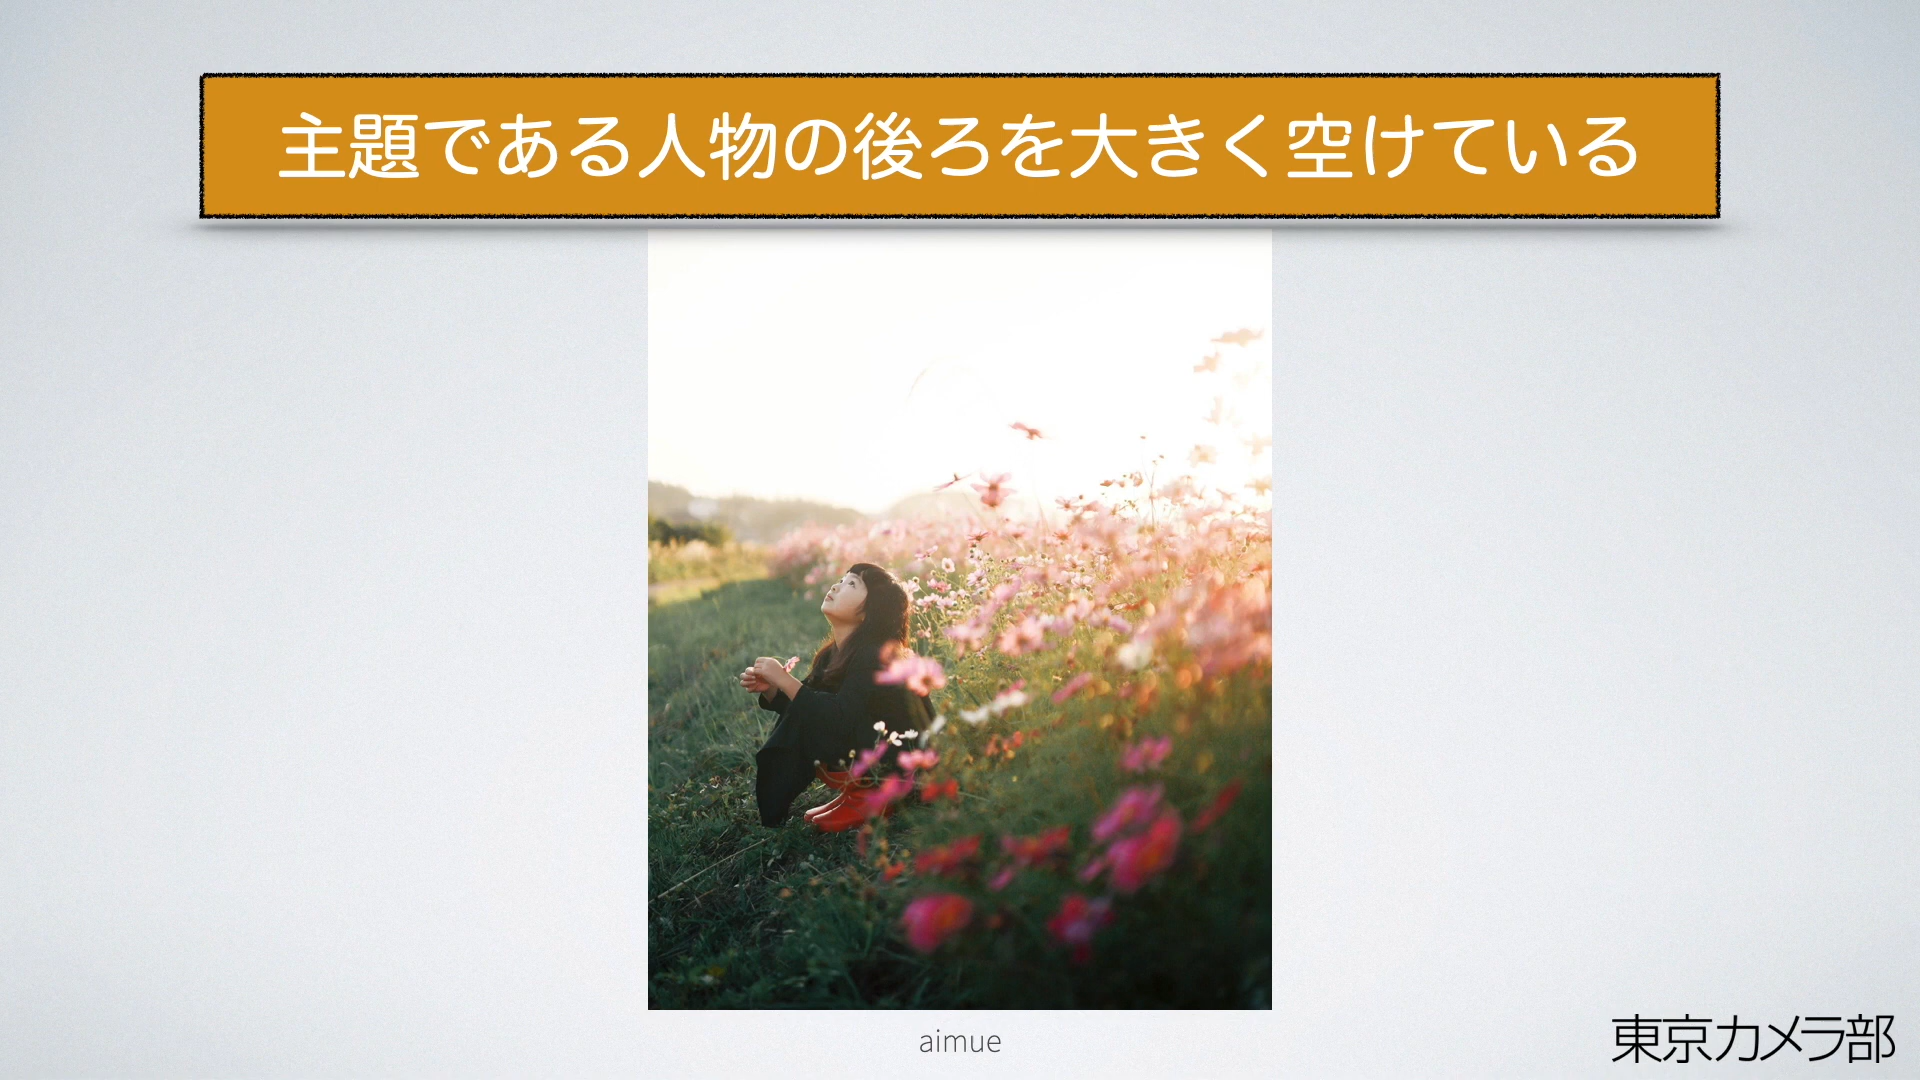 主題である人物の後ろを大きく空けている
aimue
東京カメラ部